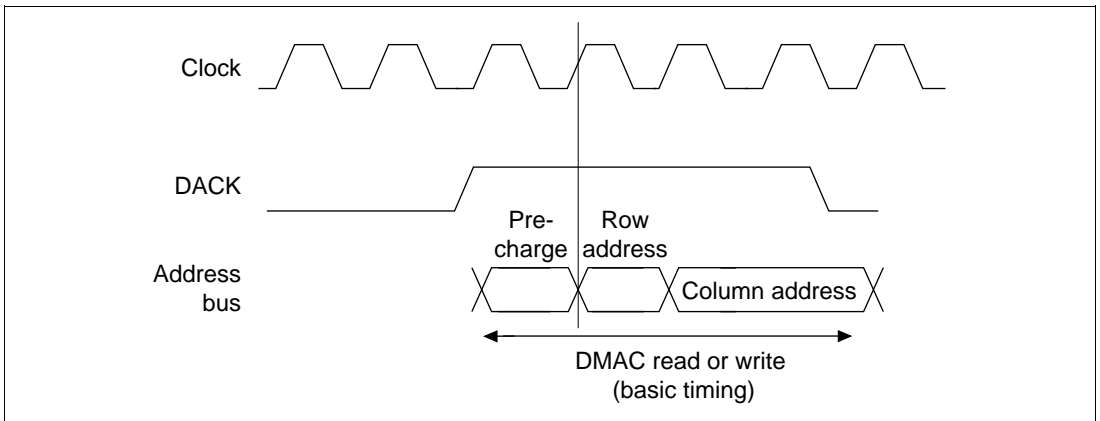 Clock
DACK
Pre-
charge
Row
address
Address
bus
Column address
DMAC read or write
(basic timing)